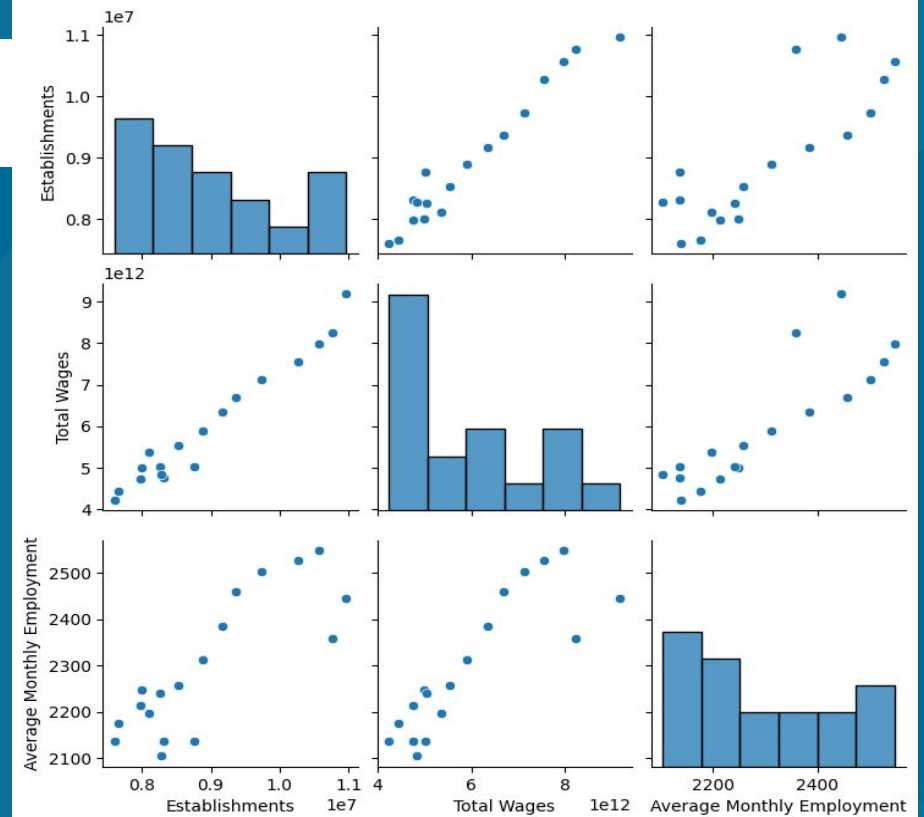 1e7
1.1
1.0
0.9
0.8
Establishments
1e12
9
8
7
6
5
4
Total Wages
2500
2400
2300
2200
2100
Average Monthly Employment
0.8 0.9 1.0 1.1
1e7
Establishments
4 6 8
1e12
Total Wages
2200 2400
Average Monthly Employment